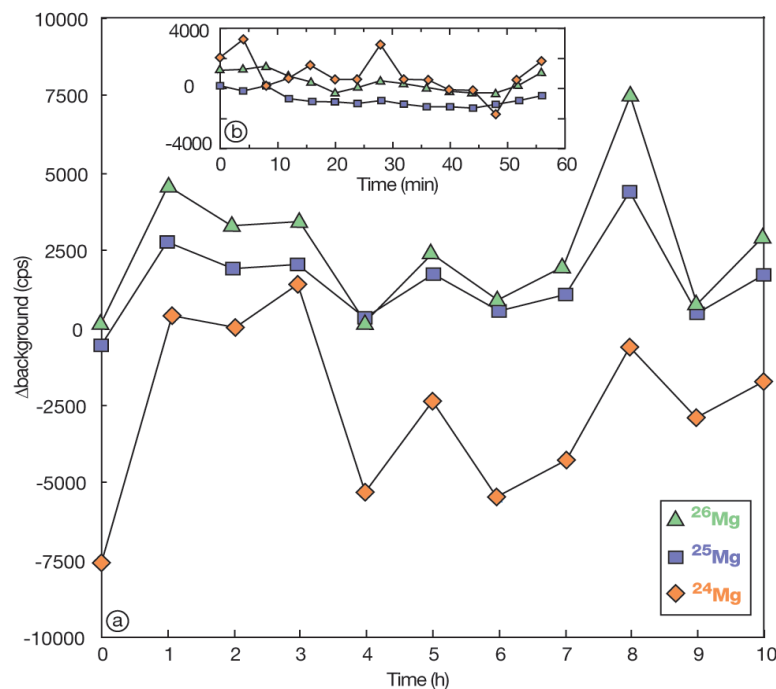 10000
7500
5000
2500
0
-2500
-5000
-7500
-10000
Δbackground (cps)
4000
0
-4000
b
0 10 20 30 40 50 60
Time (min)
26Mg
25Mg
24Mg
a
0 1 2 3 4 5 6 7 8 9 10
Time (h)